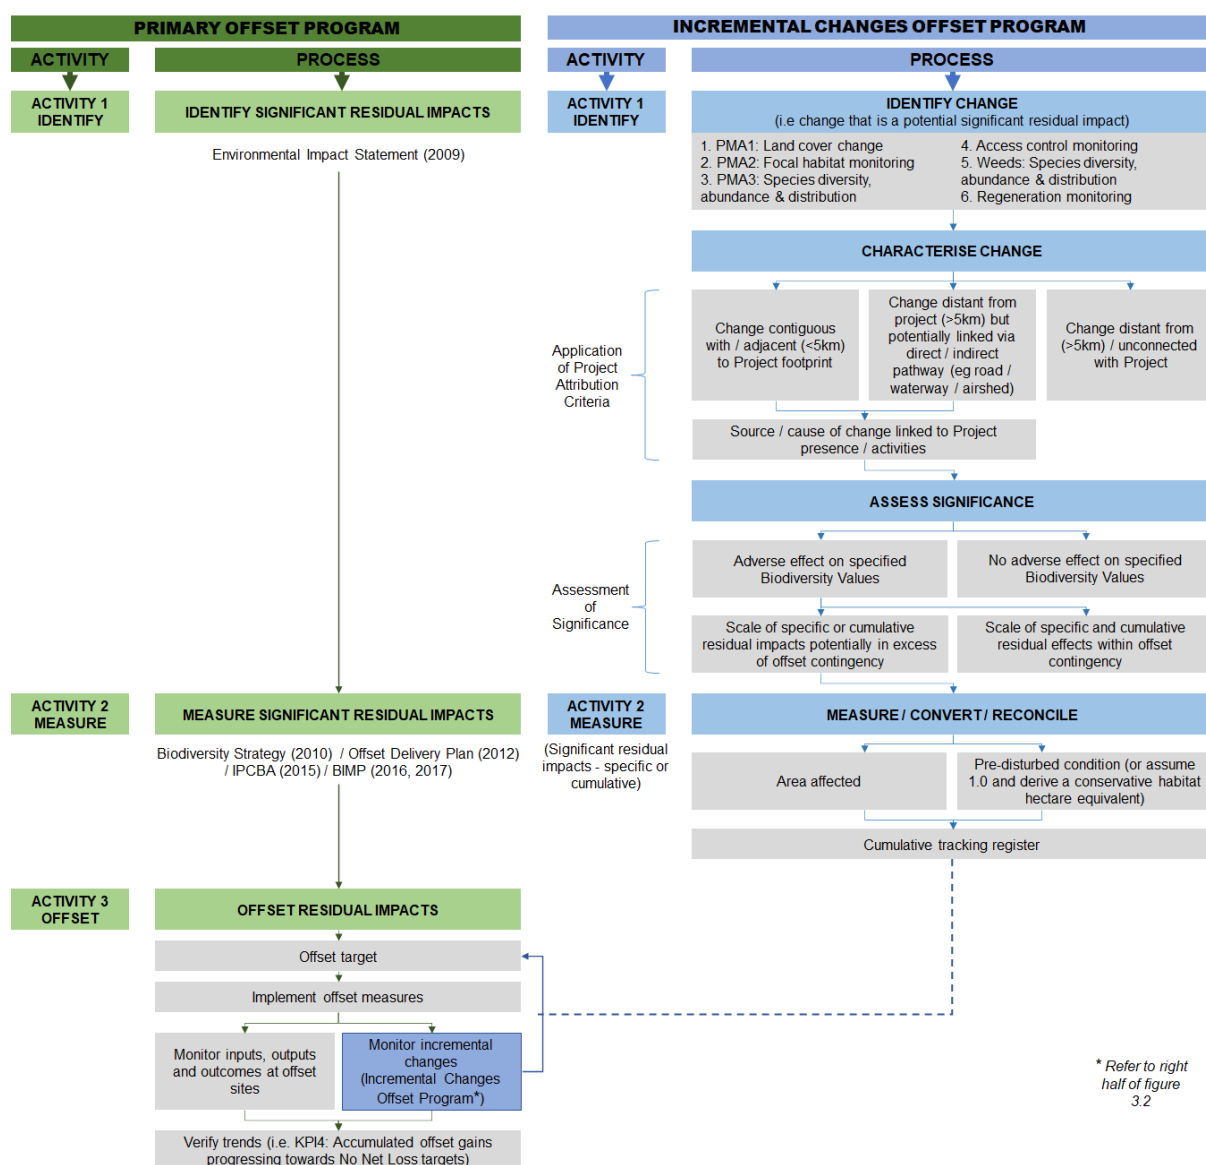 PRIMARY OFFSET PROGRAM
ACTIVITY
PROCESS
ACTIVITY 1
IDENTIFY
IDENTIFY SIGNIFICANT RESIDUAL IMPACTS
Environmental Impact Statement (2009)
ACTIVITY 2
MEASURE
MEASURE SIGNIFICANT RESIDUAL IMPACTS
Biodiversity Strategy (2010) / Offset Delivery Plan (2012)
/ IPCBA (2015) / BIMP (2016, 2017)
ACTIVITY 3
OFFSET
OFFSET RESIDUAL IMPACTS
Offset target
Implement offset measures
Monitor inputs, outputs
and outcomes at offset
sites
Monitor incremental
changes
(Incremental Changes
Offset Program*)
Verify trends (i.e. KPI4: Accumulated offset gains
progressing towards No Net Loss targets)
INCREMENTAL CHANGES OFFSET PROGRAM
ACTIVITY
PROCESS
ACTIVITY 1
IDENTIFY
IDENTIFY CHANGE
(i.e change that is a potential significant residual impact)
1. PMA1: Land cover change
2. PMA2: Focal habitat monitoring
3. PMA3: Species diversity,
abundance & distribution
4. Access control monitoring
5. Weeds: Species diversity,
abundance & distribution
6. Regeneration monitoring
CHARACTERISE CHANGE
Application
of Project
Attribution
Criteria
Change contiguous
with / adjacent (<5km)
to Project footprint
Change distant from
project (>5km) but
potentially linked via
direct / indirect
pathway (eg road /
waterway / airshed)
Change distant from
(>5km) / unconnected
with Project
Source / cause of change linked to Project
presence / activities
ASSESS SIGNIFICANCE
Assessment
of
Significance
Adverse effect on specified
Biodiversity Values
No adverse effect on specified
Biodiversity Values
Scale of specific or cumulative
residual impacts potentially in excess
of offset contingency
Scale of specific and cumulative
residual effects within offset
contingency
ACTIVITY 2
MEASURE
(Significant residual
impacts - specific or
cumulative)
MEASURE / CONVERT / RECONCILE
Area affected
Pre-disturbed condition (or assume
1.0 and derive a conservative habitat
hectare equivalent)
Cumulative tracking register
* Refer to right
half of figure
3.2